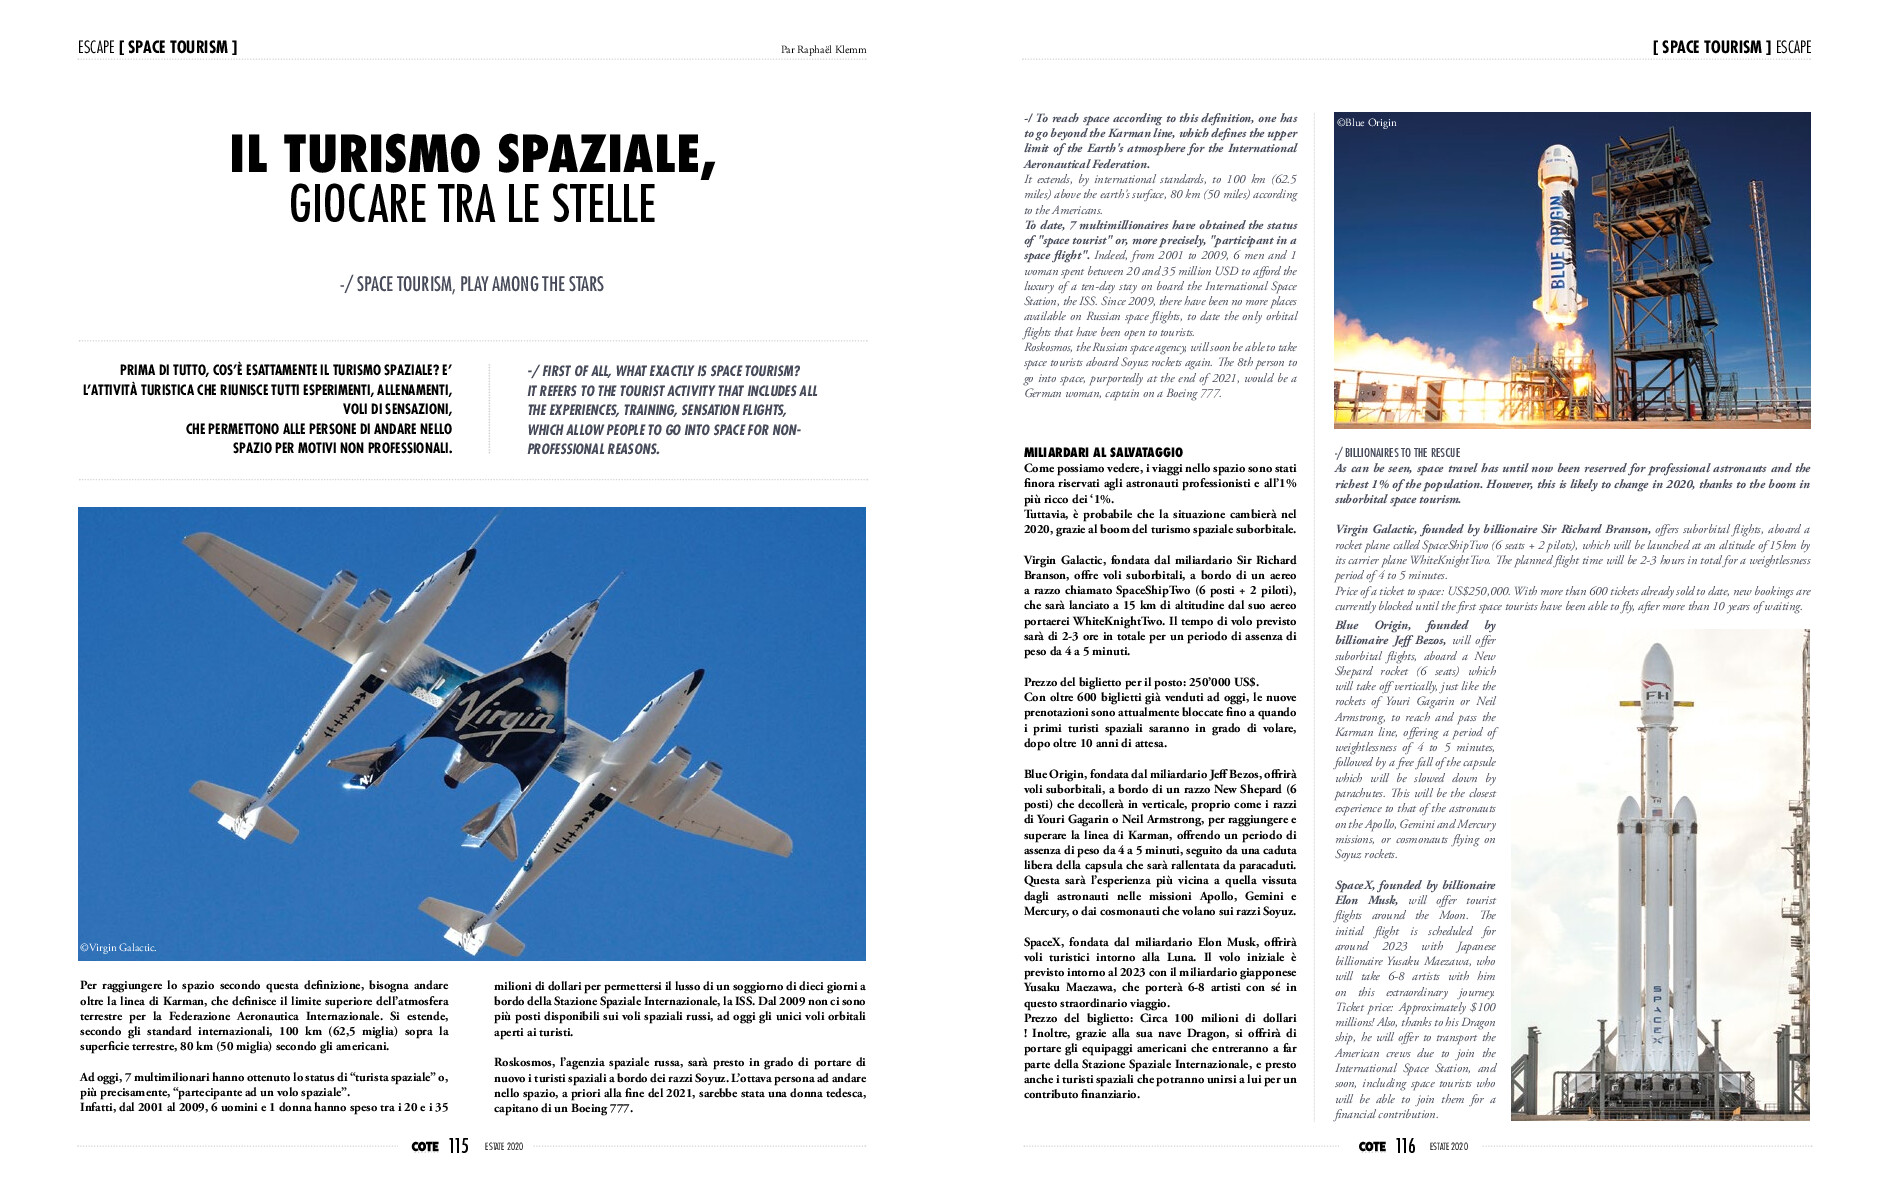 ESCAPE [ SPACE TOURISM ]
Par Raphaël Klemm
IL TURISMO SPAZIALE,
GIOCARE TRA LE STELLE
-/ SPACE TOURISM, PLAY AMONG THE STARS
PRIMA DI TUTTO, COS'È ESATTAMENTE IL TURISMO SPAZIALE? E'
L'ATTIVITÀ TURISTICA CHE RIUNISCE TUTTI ESPERIMENTI, ALLENAMENTI,
VOLI DI SENSAZIONI,
CHE PERMETTONO ALLE PERSONE DI ANDARE NELLO
SPAZIO PER MOTIVI NON PROFESSIONALI.
-/ FIRST OF ALL, WHAT EXACTLY IS SPACE TOURISM?
IT REFERS TO THE TOURIST ACTIVITY THAT INCLUDES ALL
THE EXPERIENCES, TRAINING, SENSATION FLIGHTS,
WHICH ALLOW PEOPLE TO GO INTO SPACE FOR NON-
PROFESSIONAL REASONS.
Virgin
©Virgin Galactic.
Per raggiungere lo spazio secondo questa definizione, bisogna andare
oltre la linea di Karman, che definisce il limite superiore dell'atmosfera
terrestre per la Federazione Aeronautica Internazionale. Si estende,
secondo gli standard internazionali, 100 km (62,5 miglia) sopra la
superficie terrestre, 80 km (50 miglia) secondo gli americani.
Ad oggi, 7 multimilionari hanno ottenuto lo status di “turista spaziale” o,
più precisamente, “partecipante ad un volo spaziale”.
Infatti, dal 2001 al 2009, 6 uomini e 1 donna hanno speso tra i 20 e i 35
milioni di dollari per permettersi il lusso di un soggiorno di dieci giorni a
bordo della Stazione Spaziale Internazionale, la ISS. Dal 2009 non ci sono
più posti disponibili sui voli spaziali russi, ad oggi gli unici voli orbitali
aperti ai turisti.
Roskosmos, l'agenzia spaziale russa, sarà presto in grado di portare di
nuovo i turisti spaziali a bordo dei razzi Soyuz. L'ottava persona ad andare
nello spazio, a priori alla fine del 2021, sarebbe stata una donna tedesca,
capitano di un Boeing 777.
COTE 115 ESTATE 2020
[ SPACE TOURISM ] ESCAPE
-/ To reach space according to this definition, one has
to go beyond the Karman line, which defines the upper
limit of the Earth's atmosphere for the International
Aeronautical Federation.
It extends, by international standards, to 100 km (62.5
miles) above the earth's surface, 80 km (50 miles) according
to the Americans.
To date, 7 multimillionaires have obtained the status
of "space tourist" or, more precisely, "participant in a
space flight". Indeed, from 2001 to 2009, 6 men and 1
woman spent between 20 and 35 million USD to afford the
luxury of a ten-day stay on board the International Space
Station, the ISS. Since 2009, there have been no more places
available on Russian space flights, to date the only orbital
flights that have been open to tourists.
Roskosmos, the Russian space agency, will soon be able to take
space tourists aboard Soyuz rockets again. The 8th person to
go into space, purportedly at the end of 2021, would be a
German woman, captain on a Boeing 777.
©Blue Origin
BLUE ORIGIN
MILIARDARI AL SALVATAGGIO
Come possiamo vedere, i viaggi nello spazio sono stati
finora riservati agli astronauti professionisti e all'1%
più ricco dei ‘1%.
Tuttavia, è probabile che la situazione cambierà nel
2020, grazie al boom del turismo spaziale suborbitale.
Virgin Galactic, fondata dal miliardario Sir Richard
Branson, offre voli suborbitali, a bordo di un aereo
a razzo chiamato SpaceShipTwo (6 posti + 2 piloti),
che sarà lanciato a 15 km di altitudine dal suo aereo
portaerei WhiteKnightTwo. Il tempo di volo previsto
sarà di 2-3 ore in totale per un periodo di assenza di
peso da 4 a 5 minuti.
Prezzo del biglietto per il posto: 250'000 US$.
Con oltre 600 biglietti già venduti ad oggi, le nuove
prenotazioni sono attualmente bloccate fino a quando
i primi turisti spaziali saranno in grado di volare,
dopo oltre 10 anni di attesa.
Blue Origin, fondata dal miliardario Jeff Bezos, offrirà
voli suborbitali, a bordo di un razzo New Shepard (6
posti) che decollerà in verticale, proprio come i razzi
di Youri Gagarin o Neil Armstrong, per raggiungere e
superare la linea di Karman, offrendo un periodo di
assenza di peso da 4 a 5 minuti, seguito da una caduta
libera della capsula che sarà rallentata da paracaduti.
Questa sarà l'esperienza più vicina a quella vissuta
dagli astronauti nelle missioni Apollo, Gemini e
Mercury, o dai cosmonauti che volano sui razzi Soyuz.
SpaceX, fondata dal miliardario Elon Musk, offrirà
voli turistici intorno alla Luna. Il volo iniziale è
previsto intorno al 2023 con il miliardario giapponese
Yusaku Maezawa, che porterà 6-8 artisti con sé in
questo straordinario viaggio.
Prezzo del biglietto: Circa 100 milioni di dollari
! Inoltre, grazie alla sua nave Dragon, si offrirà di
portare gli equipaggi americani che entreranno a far
parte della Stazione Spaziale Internazionale, e presto
anche i turisti spaziali che potranno unirsi a lui per un
contributo finanziario.
-/ BILLIONAIRES TO THE RESCUE
As can be seen, space travel has until now been reserved for professional astronauts and the
richest 1% of the population. However, this is likely to change in 2020, thanks to the boom in
suborbital space tourism.
Virgin Galactic, founded by billionaire Sir Richard Branson, offers suborbital flights, aboard a
rocket plane called SpaceShipTwo (6 seats + 2 pilots), which will be launched at an altitude of 15km by
its carrier plane WhiteKnightTwo. The planned flight time will be 2-3 hours in total for a weightlessness
period of 4 to 5 minutes.
Price of a ticket to space: US$250,000. With more than 600 tickets already sold to date, new bookings are
currently blocked until the first space tourists have been able to fly, after more than 10 years of waiting.
Blue Origin, founded by
billionaire Jeff Bezos, will offer
suborbital flights, aboard a New
Shepard rocket (6 seats) which
will take off vertically, just like the
rockets of Youri Gagarin or Neil
Armstrong, to reach and pass the
Karman line, offering a period of
weightlessness of 4 to 5 minutes,
followed by a free fall of the capsule
which will be slowed down by
parachutes. This will be the closest
experience to that of the astronauts
on the Apollo, Gemini and Mercury
missions, or cosmonauts flying on
Soyuz rockets.
SpaceX, founded by billionaire
Elon Musk, will offer tourist
flights around the Moon. The
initial flight is scheduled for
around 2023 with Japanese
billionaire Yusaku Maezawa, who
will take 6-8 artists with him
on this extraordinary journey.
Ticket price: Approximately $100
millions! Also, thanks to his Dragon
ship, he will offer to transport the
American crews due to join the
International Space Station, and
soon, including space tourists who
will be able to join them for a
financial contribution.
FH
SPACEX
COTE 116 ESTATE 2020